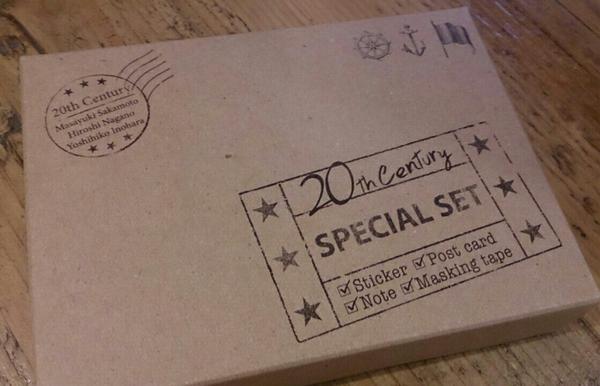 20th Century
Masayuki Sakamoto
Hiroshi Nagano
Yoshihiko Inohara
20th Century
SPECIAL SET
☑Sticker ☑Post card
☑Note ☑Masking tape